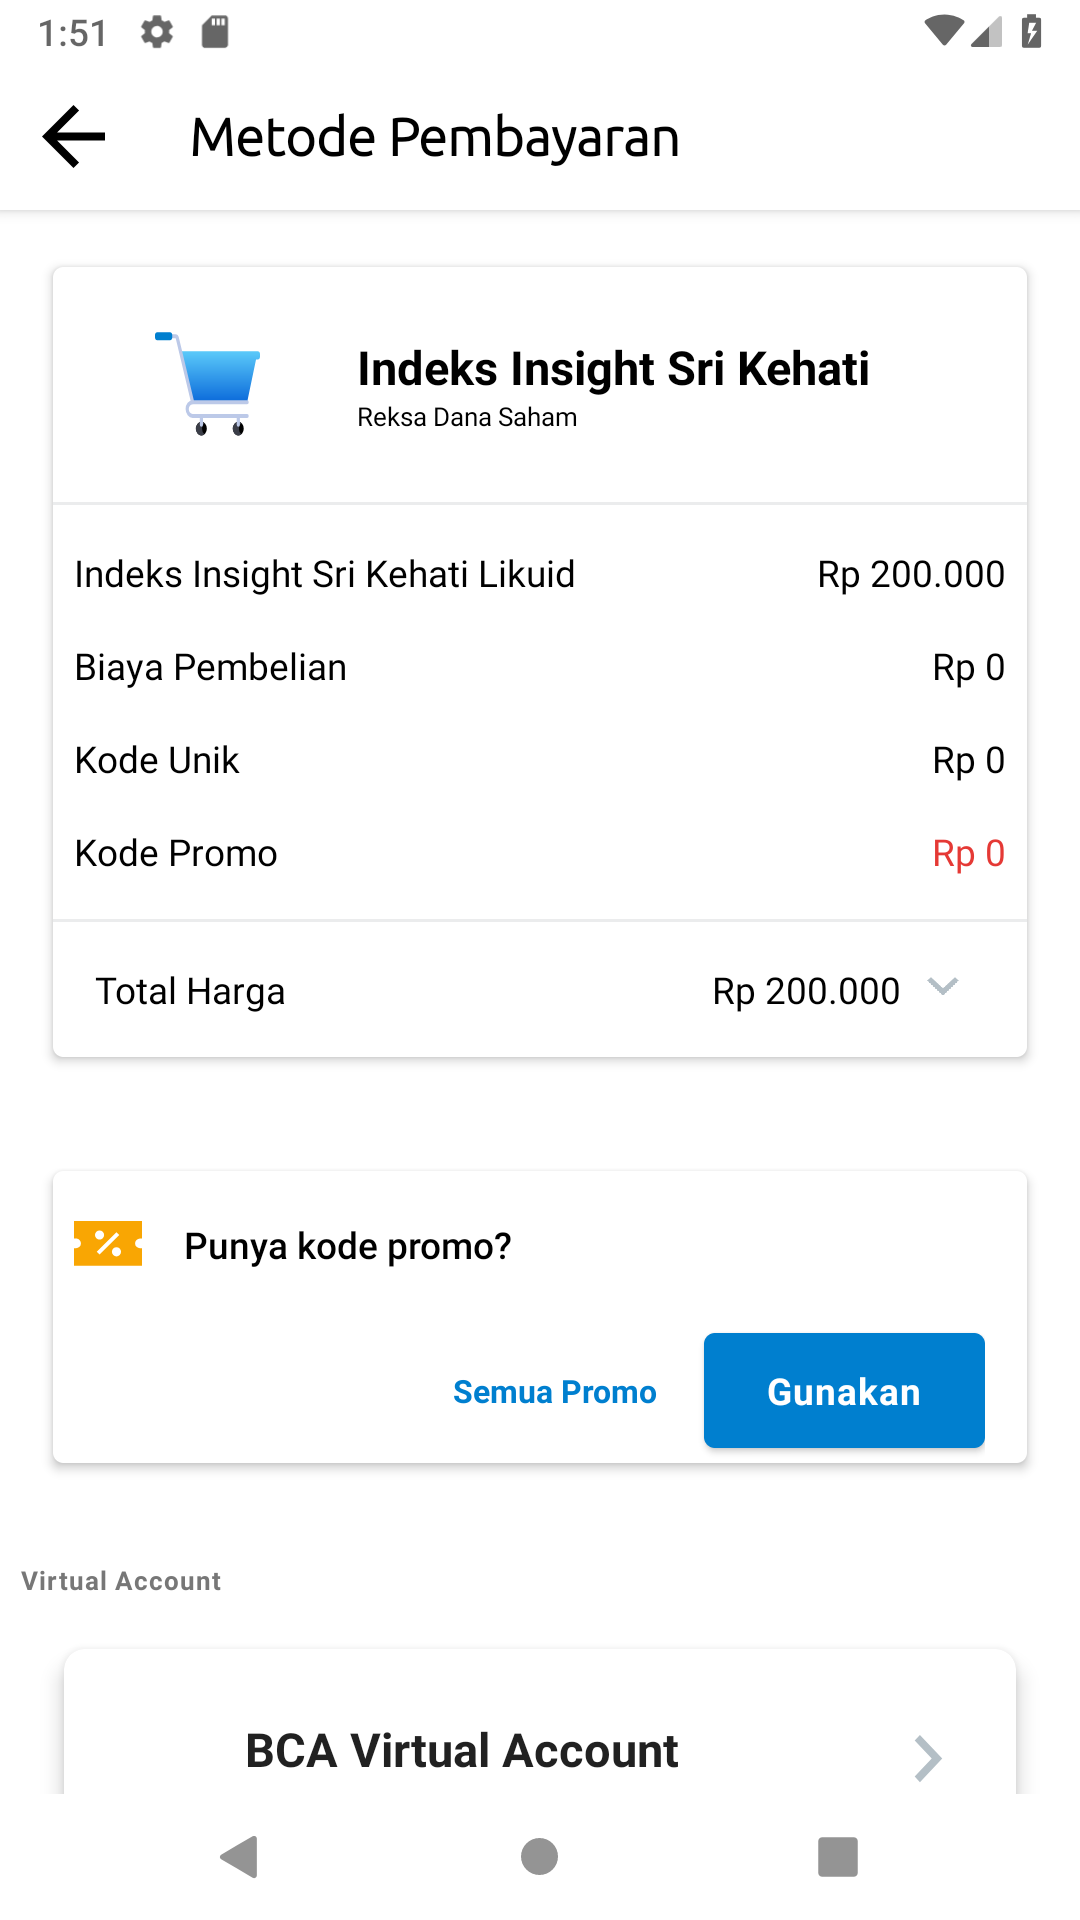 1:51
Metode Pembayaran
Indeks Insight Sri Kehati
Reksa Dana Saham
Indeks Insight Sri Kehati Likuid Rp 200.000
Biaya Pembelian Rp 0
Kode Unik Rp 0
Kode Promo Rp 0
Total Harga Rp 200.000
Punya kode promo?
Semua Promo Gunakan
Virtual Account
BCA Virtual Account